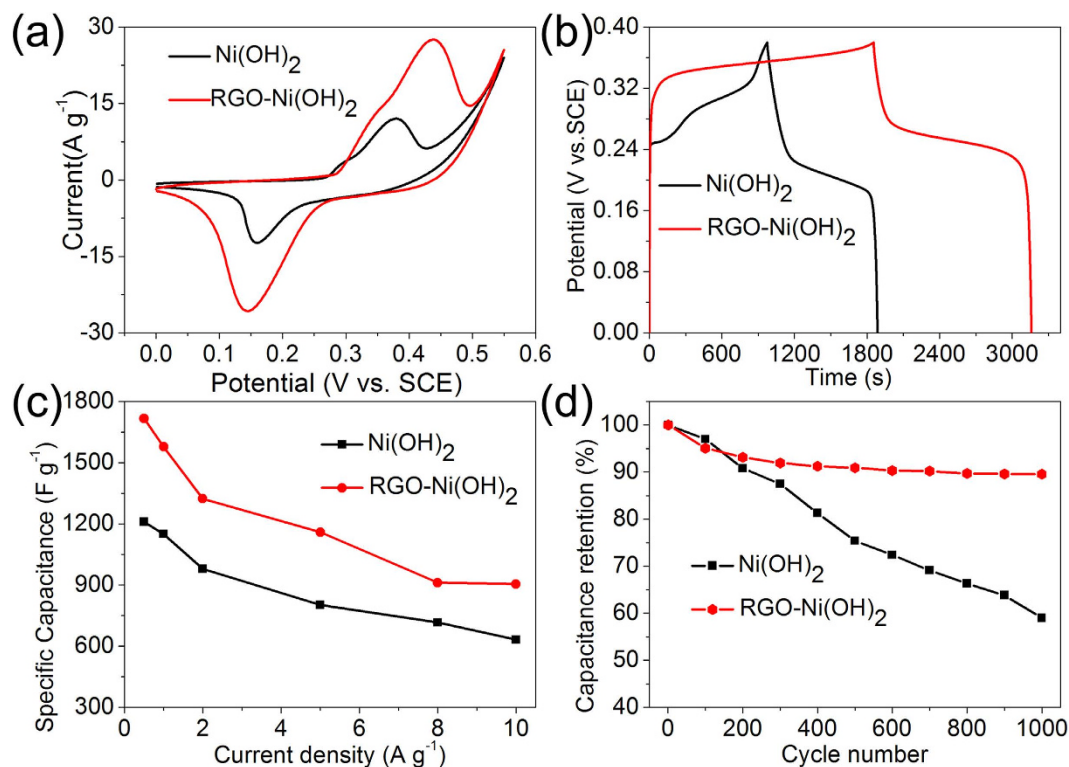 (a)
30
15
0
-15
-30
Current(A g⁻¹)
Ni(OH)₂
RGO-Ni(OH)₂
0.0 0.1 0.2 0.3 0.4 0.5 0.6
Potential (V vs. SCE)
(b)
0.40
0.32
0.24
0.16
0.08
0.00
Potential (V vs.SCE)
Ni(OH)₂
RGO-Ni(OH)₂
0 600 1200 1800 2400 3000
Time (s)
(c)
1800
1500
1200
900
600
300
Specific Capacitance (F g⁻¹)
Ni(OH)₂
RGO-Ni(OH)₂
0 2 4 6 8 10
Current density (A g⁻¹)
(d)
100
90
80
70
60
50
40
Capacitance retention (%)
Ni(OH)₂
RGO-Ni(OH)₂
0 200 400 600 800 1000
Cycle number